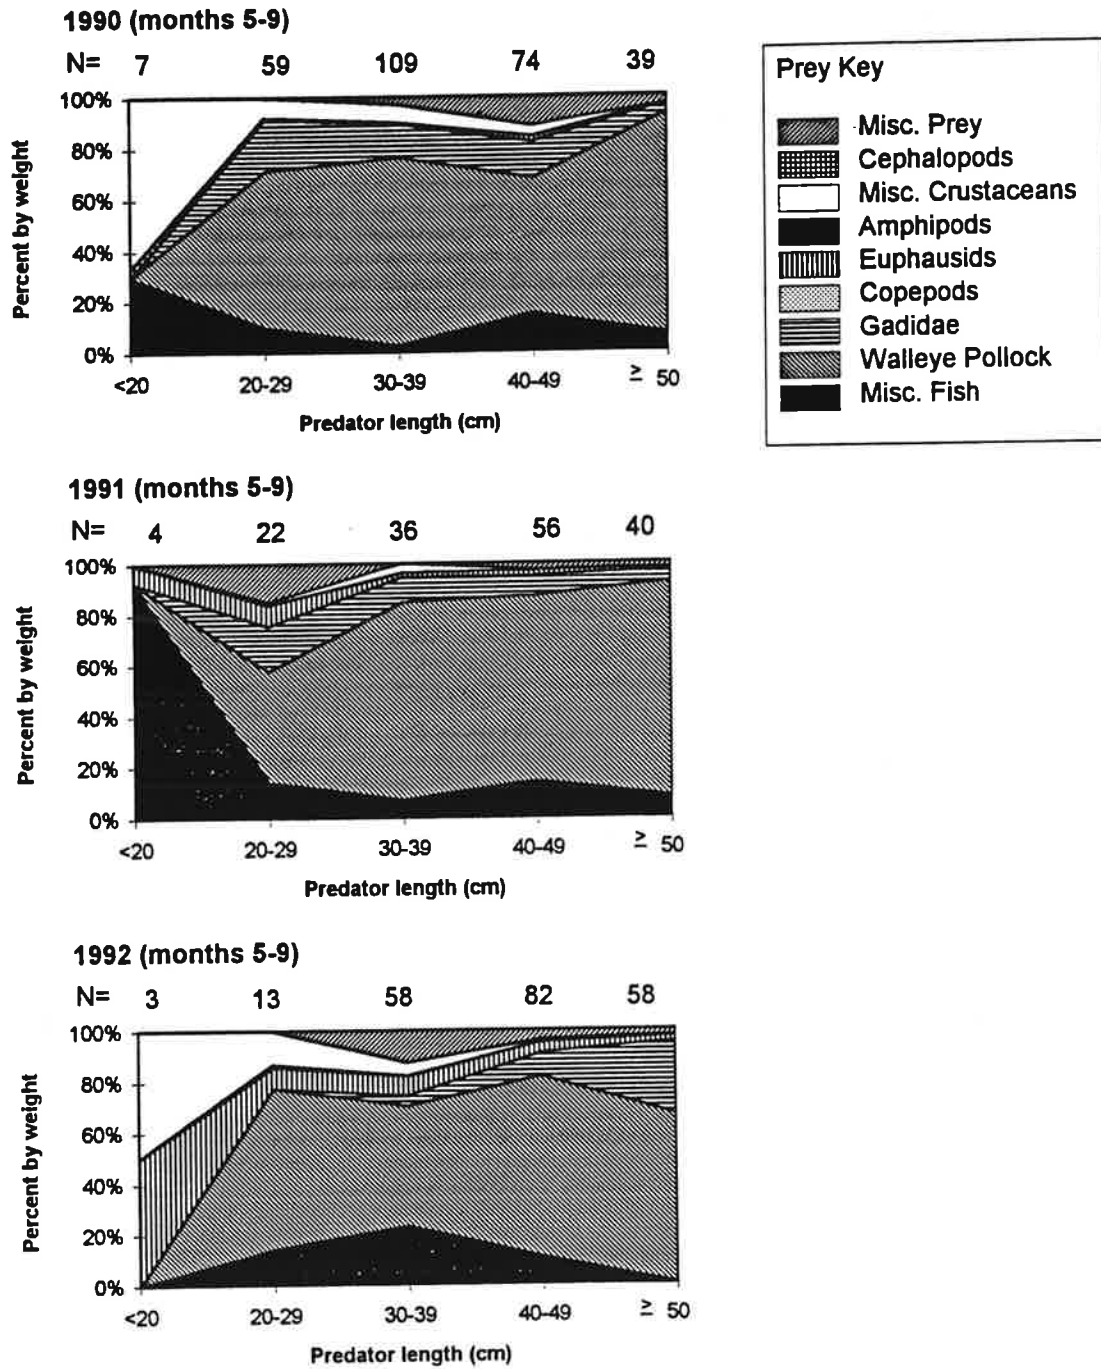 1990 (months 5-9)
N= 7 59 109 74 39
100%
80%
60%
40%
20%
0%
Percent by weight
<20 20-29 30-39 40-49 ≥ 50
Predator length (cm)
Prey Key
Misc. Prey
Cephalopods
Misc. Crustaceans
Amphipods
Euphausids
Copepods
Gadidae
Walleye Pollock
Misc. Fish
1991 (months 5-9)
N= 4 22 36 56 40
100%
80%
60%
40%
20%
0%
Percent by weight
<20 20-29 30-39 40-49 ≥ 50
Predator length (cm)
1992 (months 5-9)
N= 3 13 58 82 58
100%
80%
60%
40%
20%
0%
Percent by weight
<20 20-29 30-39 40-49 ≥ 50
Predator length (cm)